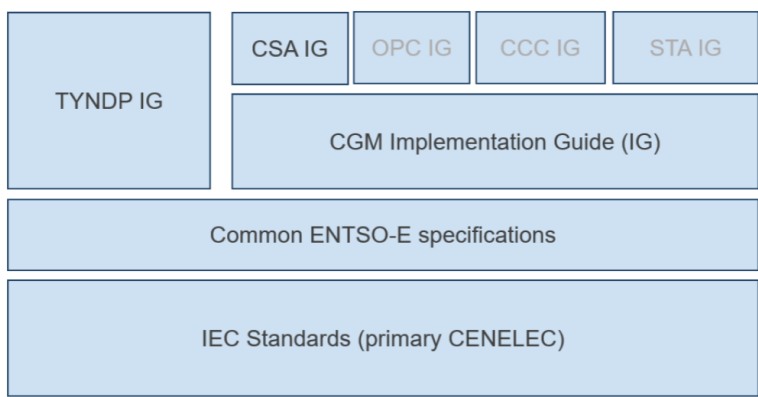 TYNDP IG
CSA IG
OPC IG
CCC IG
STA IG
CGM Implementation Guide (IG)
Common ENTSO-E specifications
IEC Standards (primary CENELEC)